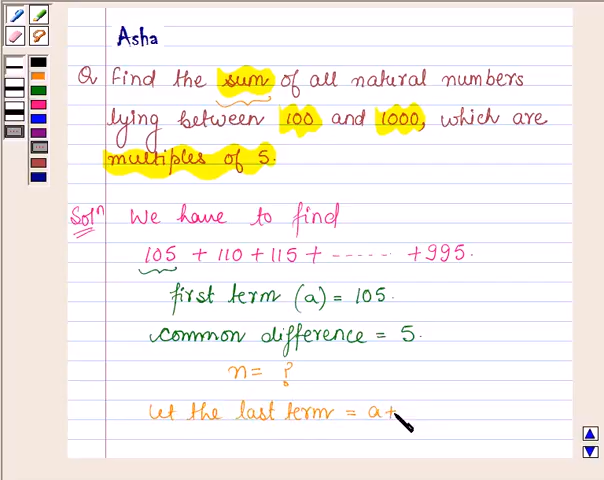 Asha
Q Find the sum of all natural numbers
lying between 100 and 1000, which are
multiples of 5.
Solⁿ We have to find
105 + 110 + 115 + ------ + 995.
first term (a) = 105.
common difference = 5.
n = ?
Let the last term = a+